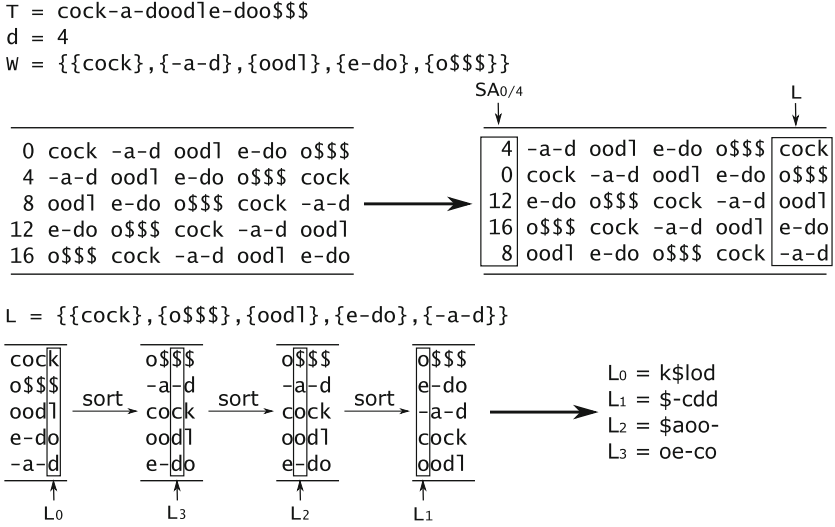 T = cock-a-doodle-doo$$$
d = 4
W = {{cock},{-a-d},{oodl},{e-do},{o$$$}}
SA0/4 L
0 cock -a-d oodl e-do o$$$
4 -a-d oodl e-do o$$$ cock
8 oodl e-do o$$$ cock -a-d
12 e-do o$$$ cock -a-d oodl
16 o$$$ cock -a-d oodl e-do
4 -a-d oodl e-do o$$$ cock
0 cock -a-d oodl e-do o$$$
12 e-do o$$$ cock -a-d oodl
16 o$$$ cock -a-d oodl e-do
8 oodl e-do o$$$ cock -a-d
L = {{cock},{o$$$},{oodl},{e-do},{-a-d}}
cock
o$$$
oodl
e-do
-a-d
L0
sort
o$$$
-a-d
cock
oodl
e-do
L3
sort
o$$$
-a-d
cock
oodl
e-do
L2
sort
o$$$
e-do
-a-d
cock
oodl
L1
L0 = k$lod
L1 = $-cdd
L2 = $aoo-
L3 = oe-co